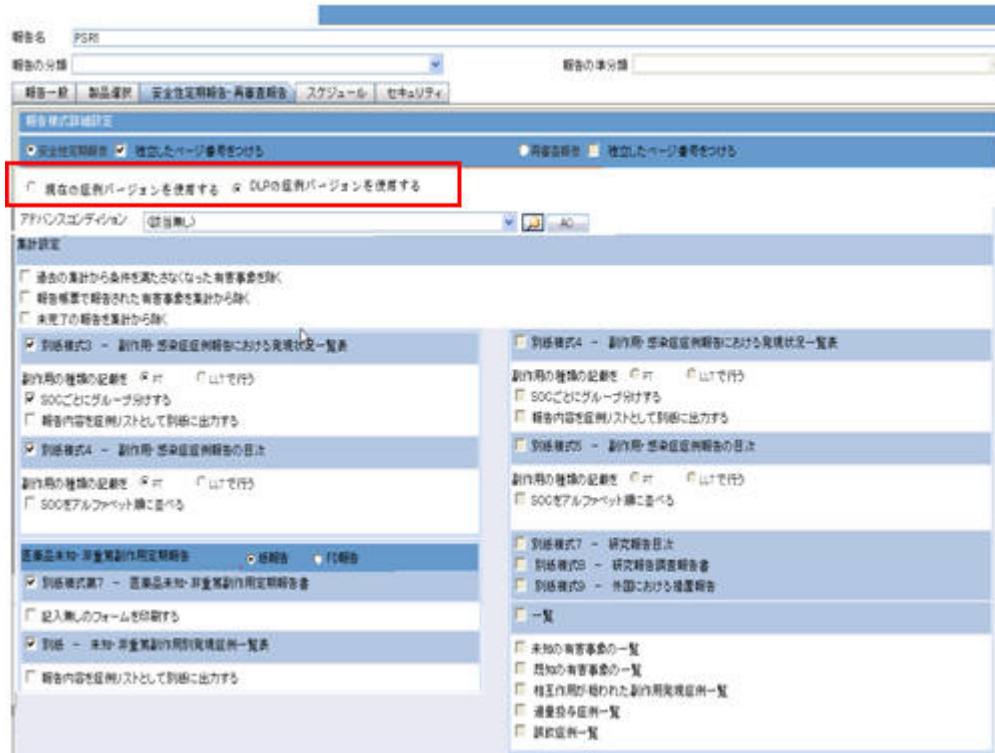 報告名 PSRI
報告の分類 報告の準分類
報告一般 製品選択 安全性定期報告・再審査報告 スケジュール セキュリティ
報告様式詳細設定
安全性定期報告 独立したページ番号をつける 再審査報告 独立したページ番号をつける
現在の症例バージョンを使用する DLPの症例バージョンを使用する
アドバンスコンディション (該当無し) AC
集計設定
過去の集計から条件を満たさなくなった有害事象を除く
報告帳票で報告された有害事象を集計から除く
未完了の報告を集計から除く
別紙様式3 - 副作用・感染症症例報告における発現状況一覧表
副作用の種類の記載を PT LLTで行う
SOCごとにグループ分けする
報告内容を症例リストとして別紙に出力する
別紙様式4 - 副作用・感染症症例報告の目次
副作用の種類の記載を PT LLTで行う
SOCをアルファベット順に並べる
医薬品未知・非重篤副作用定期報告 紙報告 FD報告
別紙様式第7 - 医薬品未知・非重篤副作用定期報告書
記入無しのフォームを印刷する
別紙 - 未知・非重篤副作用別発現症例一覧表
報告内容を症例リストとして別紙に出力する
別紙様式4 - 副作用・感染症症例報告における発現状況一覧表
副作用の種類の記載を PT LLTで行う
SOCごとにグループ分けする
報告内容を症例リストとして別紙に出力する
別紙様式5 - 副作用・感染症症例報告の目次
副作用の種類の記載を PT LLTで行う
SOCをアルファベット順に並べる
別紙様式7 - 研究報告目次
別紙様式8 - 研究報告調査報告書
別紙様式9 - 外国における措置報告
一覧
未知の有害事象の一覧
既知の有害事象の一覧
相互作用が疑われた副作用発現症例一覧
過量投与症例一覧
誤飲症例一覧